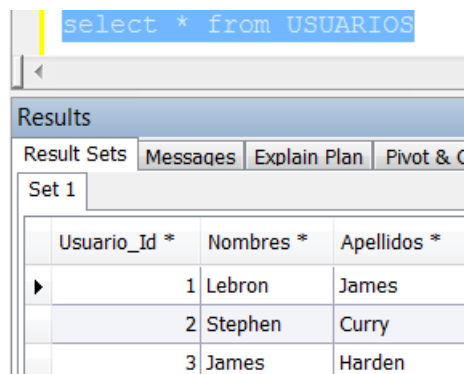 select * from USUARIOS
Results
Result Sets Messages Explain Plan Pivot & C
Set 1
Usuario_Id * Nombres * Apellidos *
1 Lebron James
2 Stephen Curry
3 James Harden